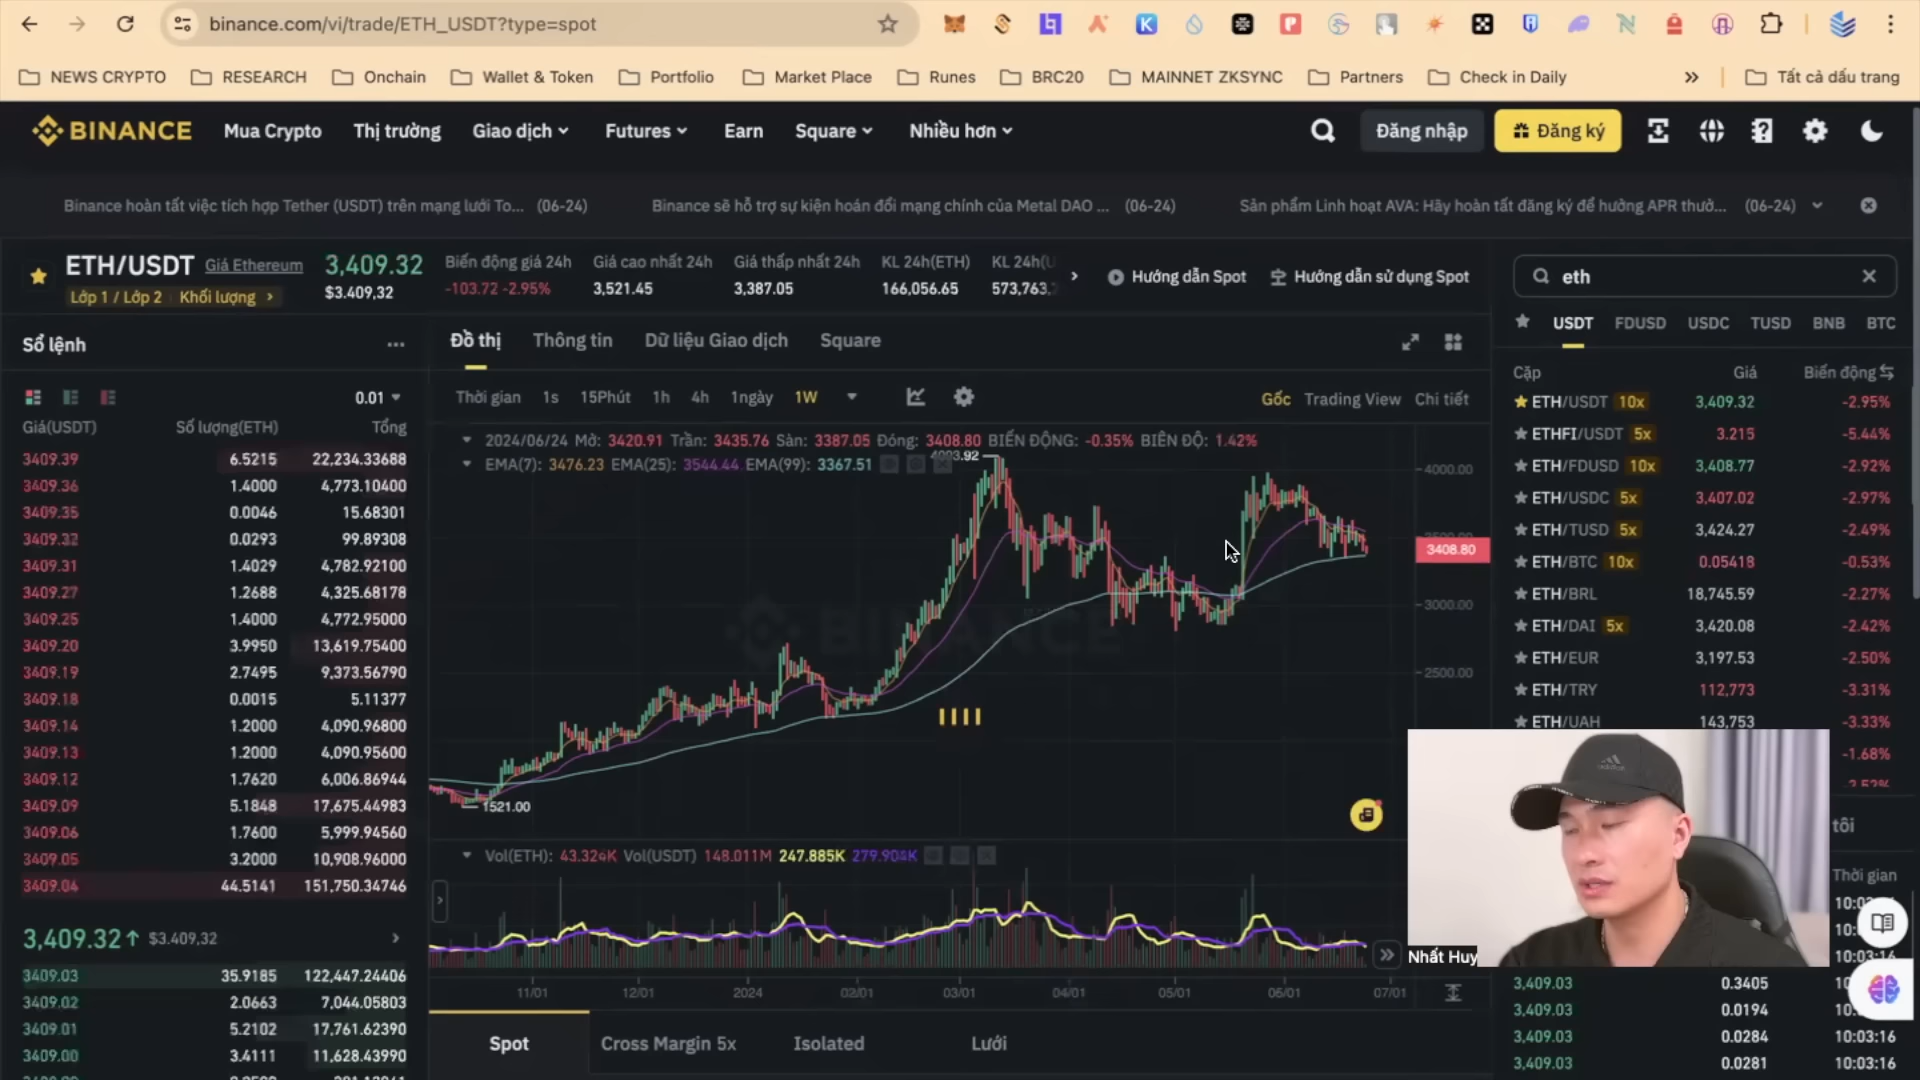 binance.com/vi/trade/ETH_USDT?type=spot
NEWS CRYPTO RESEARCH Onchain Wallet & Token Portfolio Market Place Runes BRC20 MAINNET ZKSYNC Partners Check in Daily » Tất cả dấu trang
BINANCE Mua Crypto Thị trường Giao dịch Futures Earn Square Nhiều hơn Đăng nhập Đăng ký
Binance hoàn tất việc tích hợp Tether (USDT) trên mạng lưới To... (06-24) Binance sẽ hỗ trợ sự kiện hoán đổi mạng chính của Metal DAO ... (06-24) Sản phẩm Linh hoạt AVA: Hãy hoàn tất đăng ký để hưởng APR thưở... (06-24)
ETH/USDT Giá Ethereum 3,409.32 $3.409,32
Lớp 1 / Lớp 2 Khối lượng >
Biến động giá 24h -103.72 -2.95%
Giá cao nhất 24h 3,521.45
Giá thấp nhất 24h 3,387.05
KL 24h(ETH) 166,056.65
KL 24h(U 573,763,
Hướng dẫn Spot Hướng dẫn sử dụng Spot
Sổ lệnh ...
0.01
Giá(USDT) Số lượng(ETH) Tổng
3409.39 6.5215 22,234.33688
3409.36 1.4000 4,773.10400
3409.35 0.0046 15.68301
3409.32 0.0293 99.89308
3409.31 1.4029 4,782.92100
3409.27 1.2688 4,325.68178
3409.25 1.4000 4,772.95000
3409.20 3.9950 13,619.75400
3409.19 2.7495 9,373.56790
3409.18 0.0015 5.11377
3409.14 1.2000 4,090.96800
3409.13 1.2000 4,090.95600
3409.12 1.7620 6,006.86944
3409.09 5.1848 17,675.44983
3409.06 1.7600 5,999.94560
3409.05 3.2000 10,908.96000
3409.04 44.5141 151,750.34746
3,409.32↑ $3.409,32
3409.03 35.9185 122,447.24406
3409.02 2.0663 7,044.05803
3409.01 5.2102 17,761.62390
3409.00 3.4111 11,628.43990
Đồ thị Thông tin Dữ liệu Giao dịch Square
Thời gian 1s 15Phút 1h 4h 1ngày 1W Gốc Trading View Chi tiết
2024/06/24 Mở: 3420.91 Trần: 3435.76 Sàn: 3387.05 Đóng: 3408.80 BIẾN ĐỘNG: -0.35% BIÊN ĐỘ: 1.42%
EMA(7): 3476.23 EMA(25): 3544.44 EMA(99): 3367.51
4000.00
3408.80
3000.00
BINANCE
2500.00
1521.00
Vol(ETH): 43.324K Vol(USDT) 148.011M 247.885K 279.904K
11/01 12/01 2024 02/01 03/01 04/01 05/01 06/01 07/01
Spot Cross Margin 5x Isolated Lưới
eth
USDT FDUSD USDC TUSD BNB BTC
Cặp Giá Biến động
ETH/USDT 10x 3,409.32 -2.95%
ETHFI/USDT 5x 3.215 -5.44%
ETH/FDUSD 10x 3,408.77 -2.92%
ETH/USDC 5x 3,407.02 -2.97%
ETH/TUSD 5x 3,424.27 -2.49%
ETH/BTC 10x 0.05418 -0.53%
ETH/BRL 18,745.59 -2.27%
ETH/DAI 5x 3,420.08 -2.42%
ETH/EUR 3,197.53 -2.50%
ETH/TRY 112,773 -3.31%
ETH/UAH 143,753 -3.33%
-1.68%
tôi
Thời gian
Nhất Huy
10:03:16
3,409.03 0.3405
3,409.03 0.0194
3,409.03 0.0284 10:03:16
3,409.03 0.0281 10:03:16